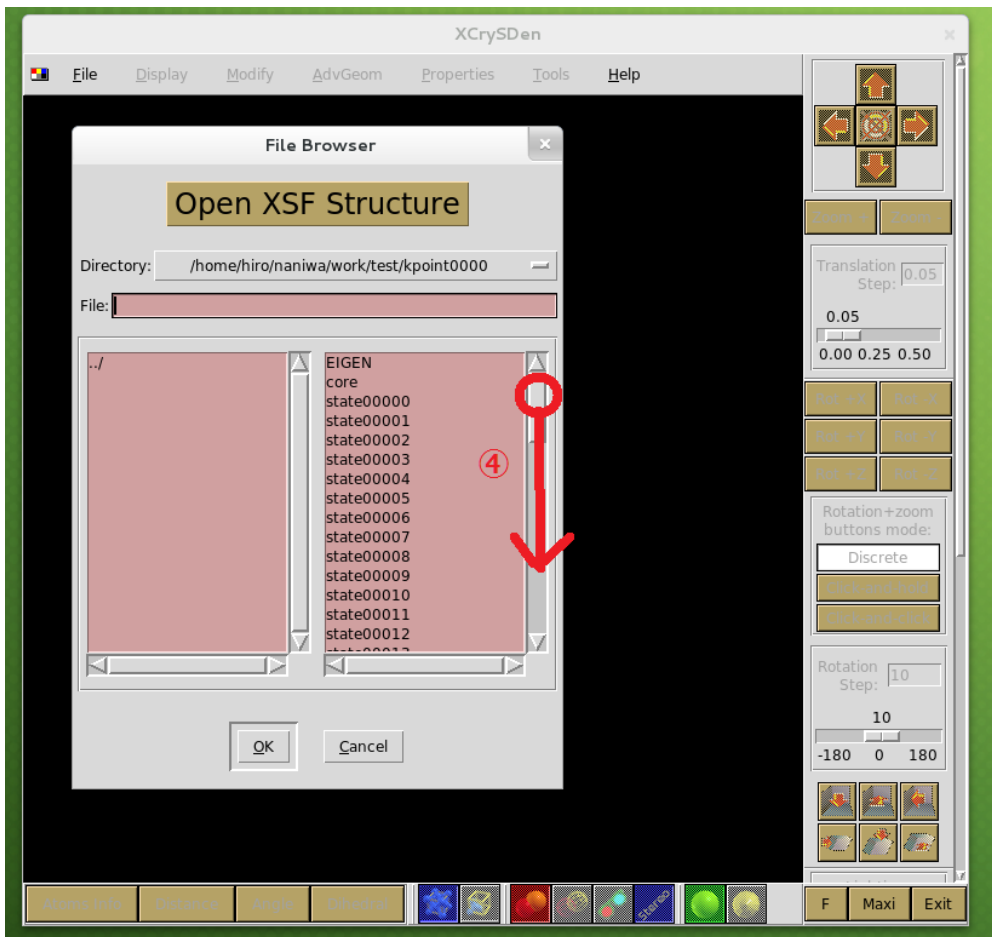 XCrySDen
File Display Modify AdvGeom Properties Tools Help
File Browser
Open XSF Structure
Directory: /home/hiro/naniwa/work/test/kpoint0000
File:
../
EIGEN
core
state00000
state00001
state00002
state00003
state00004
state00005
state00006
state00007
state00008
state00009
state00010
state00011
state00012
④
OK Cancel
Translation
Step: 0.05
0.05
0.00 0.25 0.50
Rotation+zoom
buttons mode:
Discrete
Rotation
Step: 10
10
-180 0 180
Stereo
F Maxi Exit